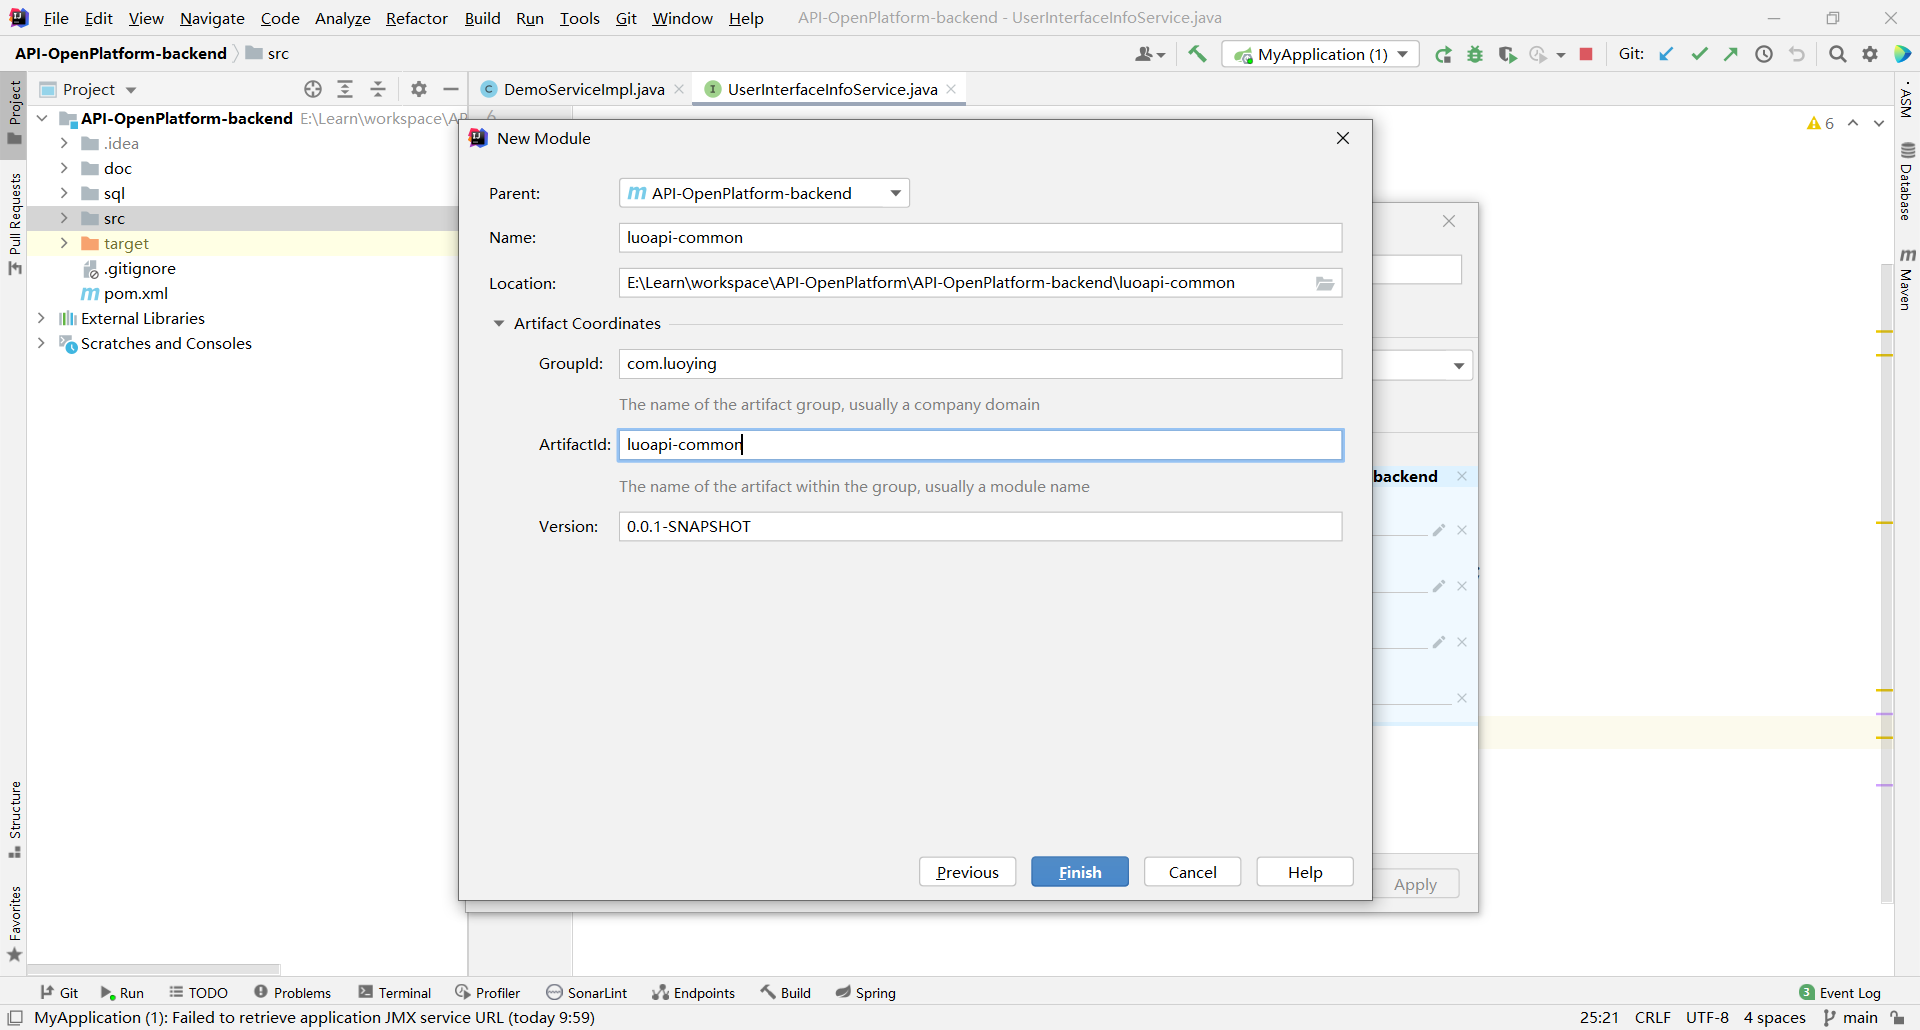 File Edit View Navigate Code Analyze Refactor Build Run Tools Git Window Help API-OpenPlatform-backend - UserInterfaceInfoService.java
API-OpenPlatform-backend src MyApplication (1) Git:
Project DemoServiceImpl.java UserInterfaceInfoService.java
API-OpenPlatform-backend E:\Learn\workspace\AP
.idea
doc
sql
src
target
.gitignore
pom.xml
External Libraries
Scratches and Consoles
Project
Pull Requests
Structure
Favorites
6
New Module
Parent: API-OpenPlatform-backend
Name: luoapi-common
Location: E:\Learn\workspace\API-OpenPlatform\API-OpenPlatform-backend\luoapi-common
Artifact Coordinates
GroupId: com.luoying
The name of the artifact group, usually a company domain
ArtifactId: luoapi-common
The name of the artifact within the group, usually a module name
Version: 0.0.1-SNAPSHOT
Previous Finish Cancel Help
backend
Apply
ASM
Database
Maven
Git Run TODO Problems Terminal Profiler SonarLint Endpoints Build Spring 3 Event Log
MyApplication (1): Failed to retrieve application JMX service URL (today 9:59) 25:21 CRLF UTF-8 4 spaces main